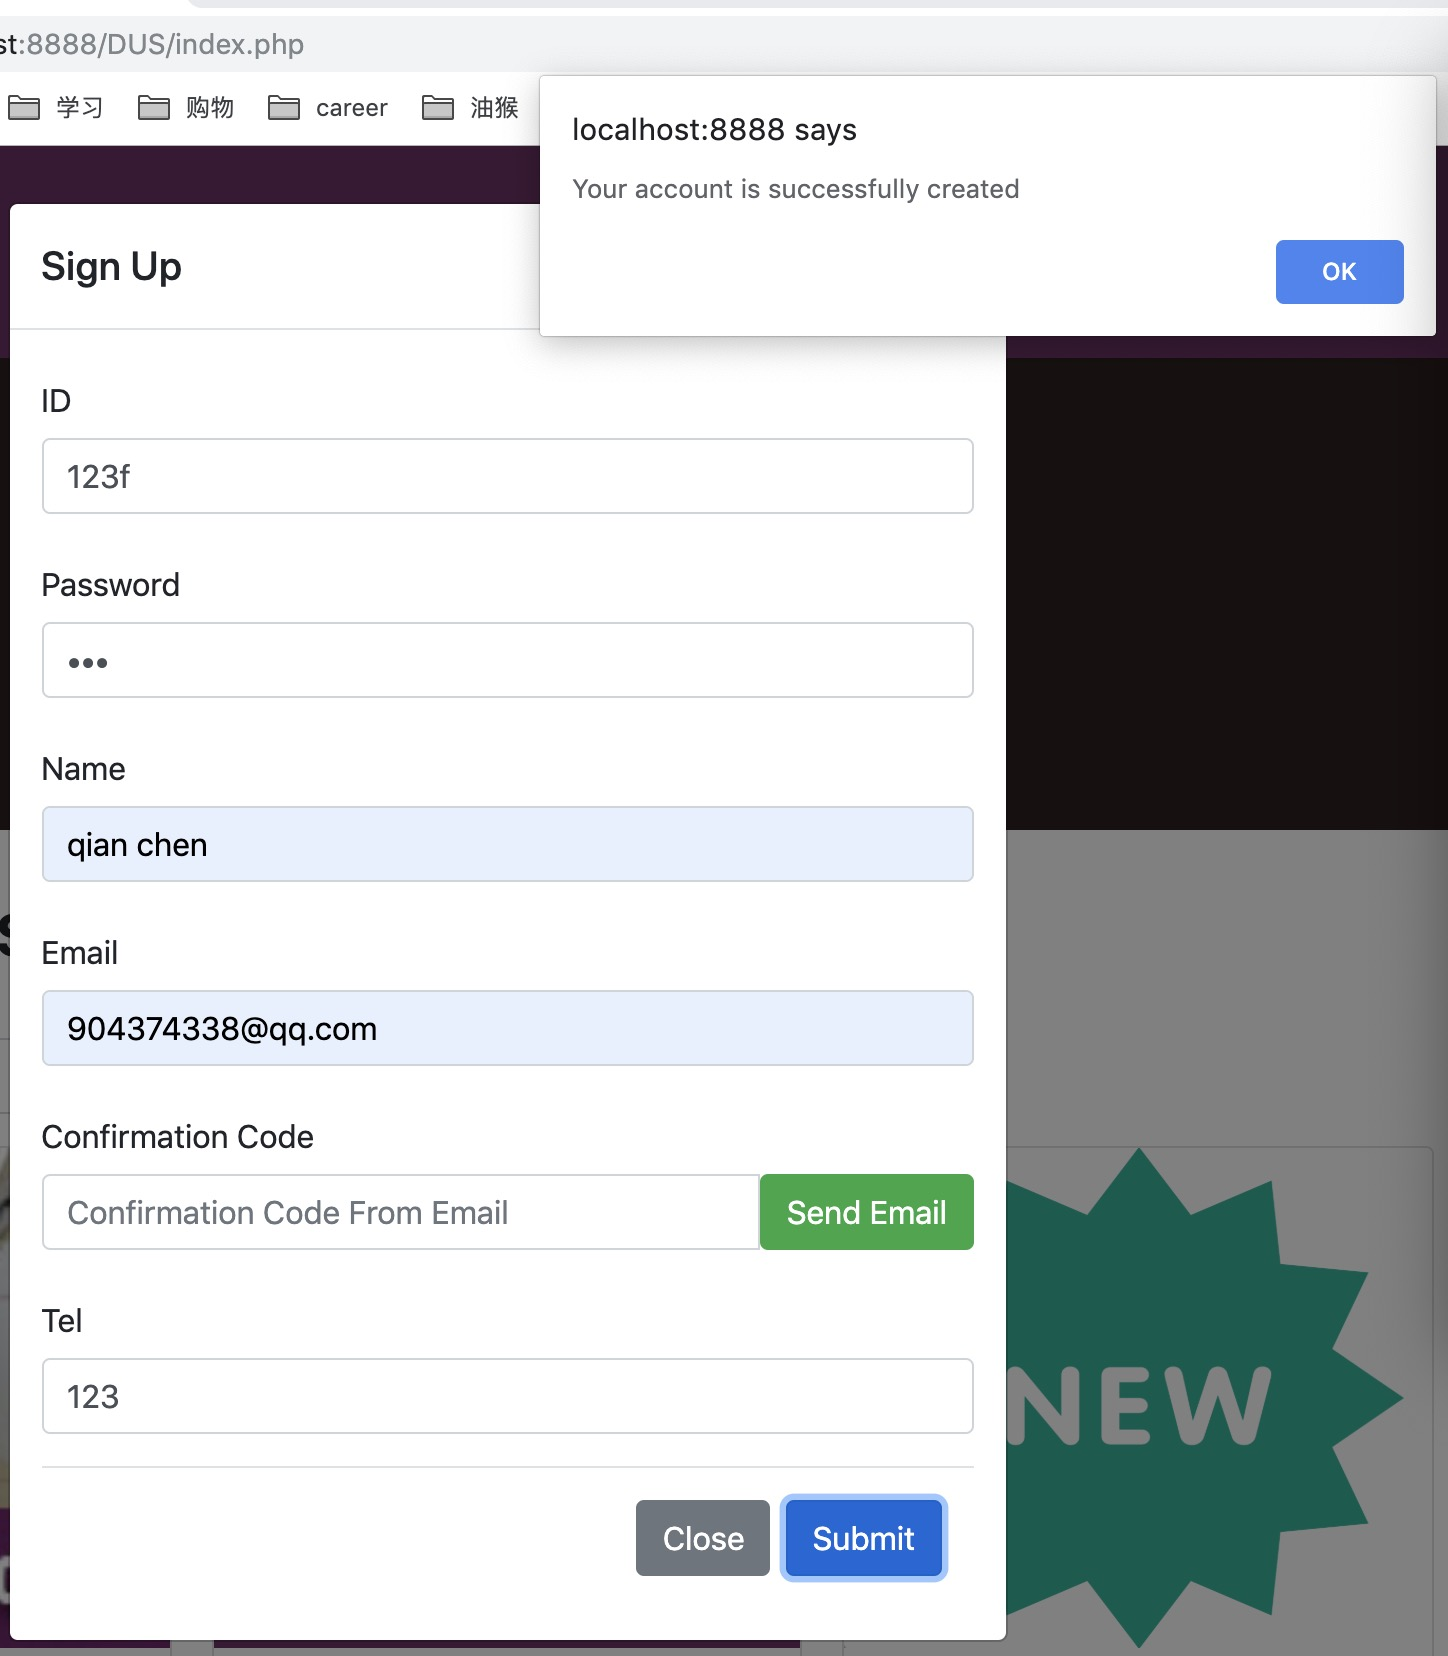 st:8888/DUS/index.php
学习 购物 career 油猴
localhost:8888 says
Your account is successfully created
OK
Sign Up
ID
123f
Password
•••
Name
qian chen
Email
904374338@qq.com
Confirmation Code
Confirmation Code From Email Send Email
Tel
123
NEW
Close Submit